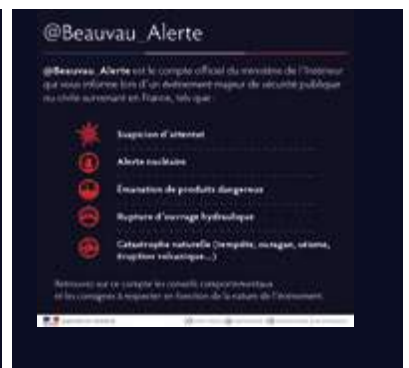 @Beauvau_Alerte
@Beauvau_Alerte est le compte officiel du ministère de l'Intérieur
qui vous informe lors d'un événement majeur de sécurité publique
ou civile survenant en France, tels que :
Suspicion d'attentat
Alerte nucléaire
Émanation de produits dangereux
Rupture d'ouvrage hydraulique
Catastrophe naturelle (tempête, ouragan, séisme,
éruption volcanique...)
Retrouvez sur ce compte les conseils comportementaux
et les consignes à respecter en fonction de la nature de l'événement.